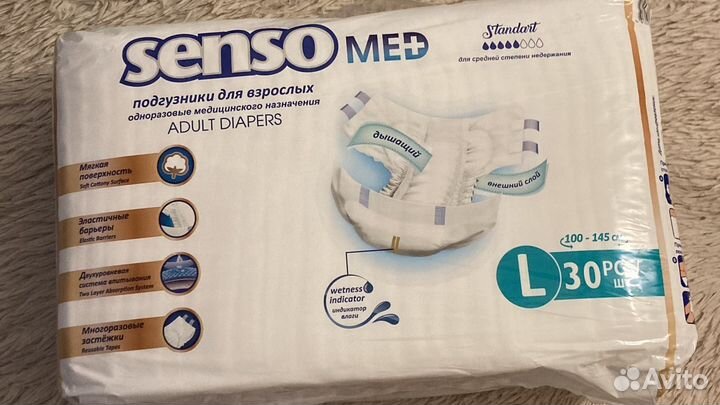 senso MED
Standart
для средней степени недержания
подгузники для взрослых
одноразовые медицинского назначения
ADULT DIAPERS
дышащий
внешний слой
Мягкая
поверхность
Soft Cottony Surface
Эластичные
барьеры
Elastic Barriers
Двухуровневая
система впитывания
Two Layer Absorption System
Многоразовые
застёжки
Reusable Tapes
wetness
indicator
индикатор
влаги
100 - 145
L
30
Avito